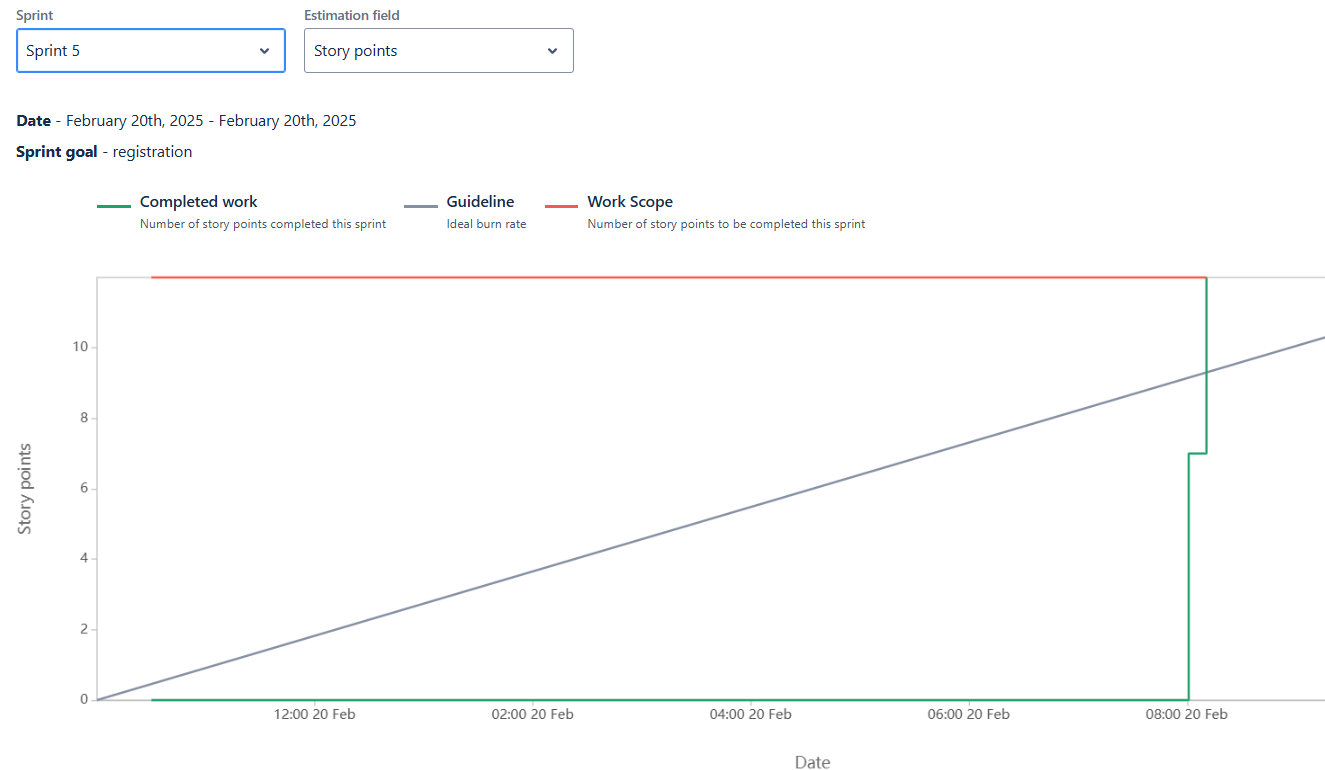 Sprint
Estimation field
Sprint 5
Story points
Date - February 20th, 2025 - February 20th, 2025
Sprint goal - registration
Completed work
Number of story points completed this sprint
Guideline
Ideal burn rate
Work Scope
Number of story points to be completed this sprint
10
8
6
4
2
0
Story points
12:00 20 Feb
02:00 20 Feb
04:00 20 Feb
06:00 20 Feb
08:00 20 Feb
Date